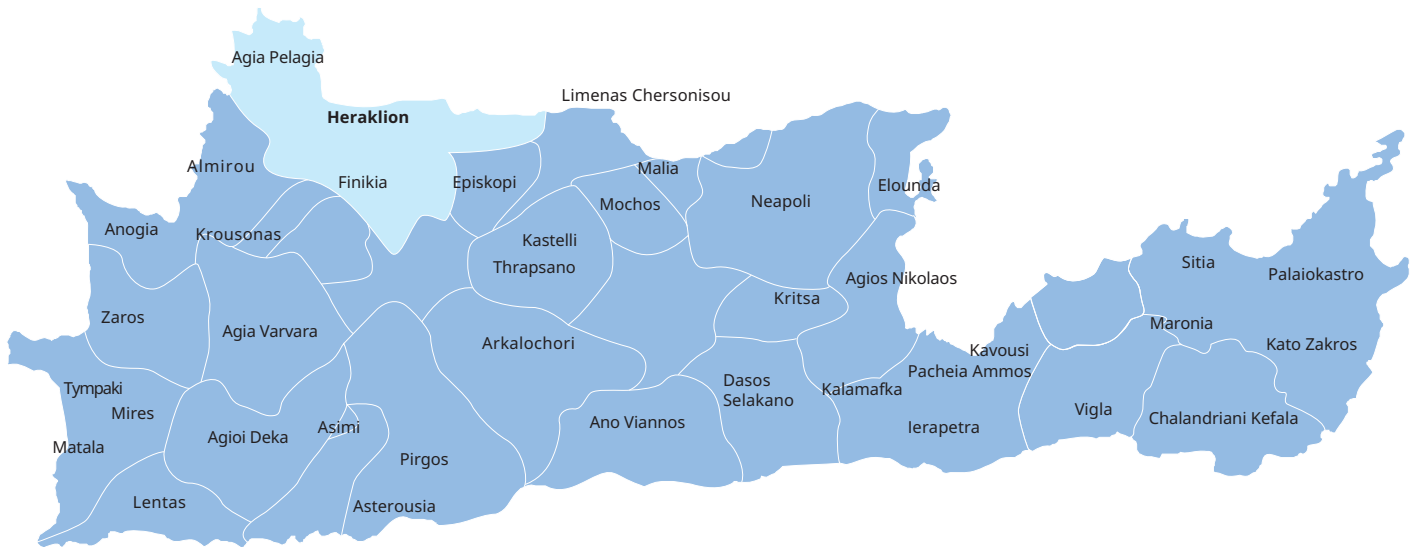 Agia Pelagia
Limenas Chersonisou
Heraklion
Almirou
Malia
Finikia
Episkopi
Elounda
Neapoli
Mochos
Anogia
Krousonas
Kastelli
Thrapsano
Sitia
Palaiokastro
Agios Nikolaos
Kritsa
Zaros
Agia Varvara
Maronia
Arkalochori
Kato Zakros
Kavousi
Pacheia Ammos
Tympaki
Dasos
Selakano
Kalamafka
Mires
Vigla
Chalandriani Kefala
Ano Viannos
Asimi
Ierapetra
Agioi Deka
Matala
Pirgos
Lentas
Asterousia